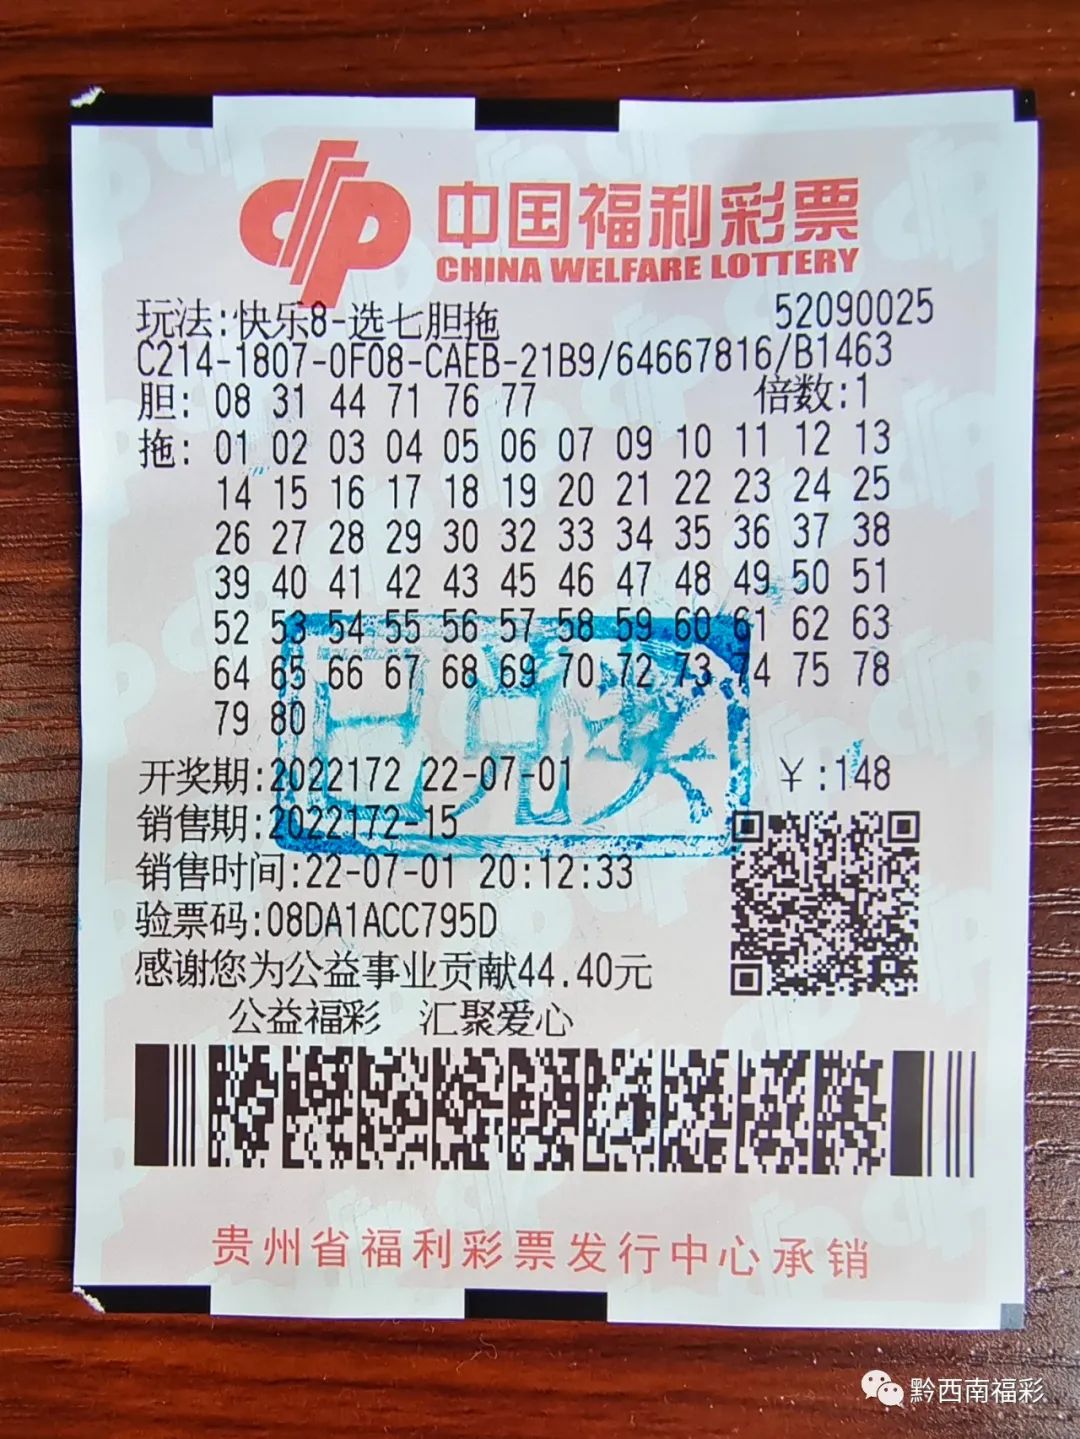 中国福利彩票
CHINA WELFARE LOTTERY
玩法:快乐8-选七胆拖 52090025
C214-1807-0F08-CAEB-21B9/64667816/B1463
胆: 08 31 44 71 76 77 倍数:1
拖: 01 02 03 04 05 06 07 09 10 11 12 13
14 15 16 17 18 19 20 21 22 23 24 25
26 27 28 29 30 32 33 34 35 36 37 38
39 40 41 42 43 45 46 47 48 49 50 51
52 53 54 55 56 57 58 59 60 61 62 63
64 65 66 67 68 69 70 72 73 74 75 78
79 80
已兑奖
开奖期:2022172 22-07-01 ¥:148
销售期:2022172-15
销售时间:22-07-01 20:12:33
验票码:08DA1ACC795D
感谢您为公益事业贡献44.40元
公益福彩 汇聚爱心
贵州省福利彩票发行中心承销
黔西南福彩